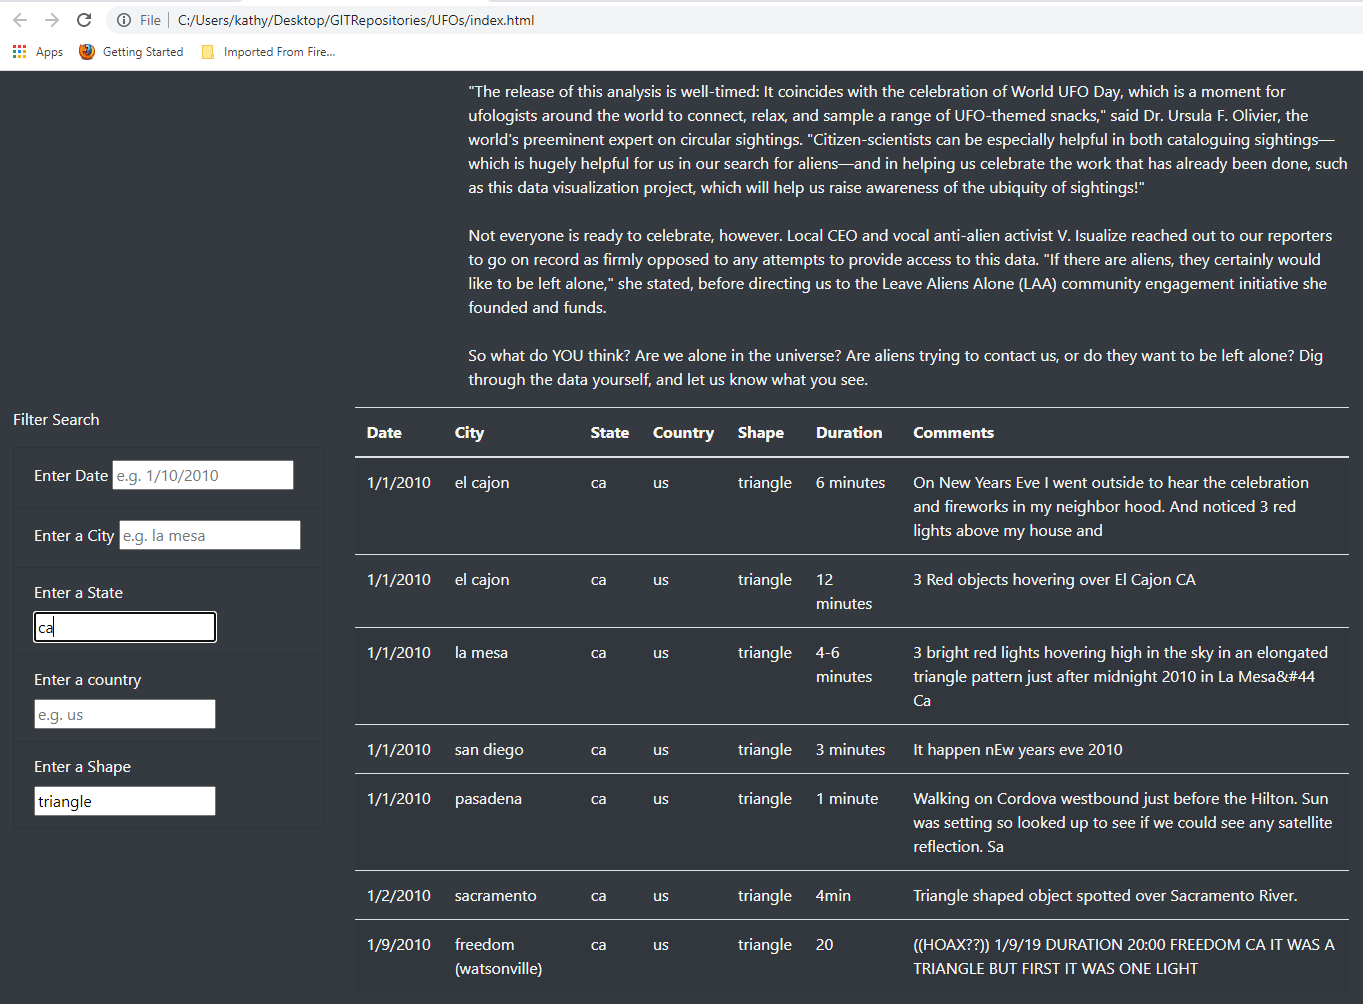 File | C:/Users/kathy/Desktop/GITRepositories/UFOs/index.html
Apps Getting Started Imported From Fire...
"The release of this analysis is well-timed: It coincides with the celebration of World UFO Day, which is a moment for
ufologists around the world to connect, relax, and sample a range of UFO-themed snacks," said Dr. Ursula F. Olivier, the
world's preeminent expert on circular sightings. "Citizen-scientists can be especially helpful in both cataloguing sightings—
which is hugely helpful for us in our search for aliens—and in helping us celebrate the work that has already been done, such
as this data visualization project, which will help us raise awareness of the ubiquity of sightings!"
Not everyone is ready to celebrate, however. Local CEO and vocal anti-alien activist V. Isualize reached out to our reporters
to go on record as firmly opposed to any attempts to provide access to this data. "If there are aliens, they certainly would
like to be left alone," she stated, before directing us to the Leave Aliens Alone (LAA) community engagement initiative she
founded and funds.
So what do YOU think? Are we alone in the universe? Are aliens trying to contact us, or do they want to be left alone? Dig
through the data yourself, and let us know what you see.
Filter Search
Enter Date e.g. 1/10/2010
Enter a City e.g. la mesa
Enter a State
ca
Enter a country
e.g. us
Enter a Shape
triangle
Date City State Country Shape Duration Comments
1/1/2010 el cajon ca us triangle 6 minutes On New Years Eve I went outside to hear the celebration
and fireworks in my neighbor hood. And noticed 3 red
lights above my house and
1/1/2010 el cajon ca us triangle 12 3 Red objects hovering over El Cajon CA
minutes
1/1/2010 la mesa ca us triangle 4-6 3 bright red lights hovering high in the sky in an elongated
minutes triangle pattern just after midnight 2010 in La Mesa&#44
Ca
1/1/2010 san diego ca us triangle 3 minutes It happen nEw years eve 2010
1/1/2010 pasadena ca us triangle 1 minute Walking on Cordova westbound just before the Hilton. Sun
was setting so looked up to see if we could see any satellite
reflection. Sa
1/2/2010 sacramento ca us triangle 4min Triangle shaped object spotted over Sacramento River.
1/9/2010 freedom ca us triangle 20 ((HOAX??)) 1/9/19 DURATION 20:00 FREEDOM CA IT WAS A
(watsonville) TRIANGLE BUT FIRST IT WAS ONE LIGHT